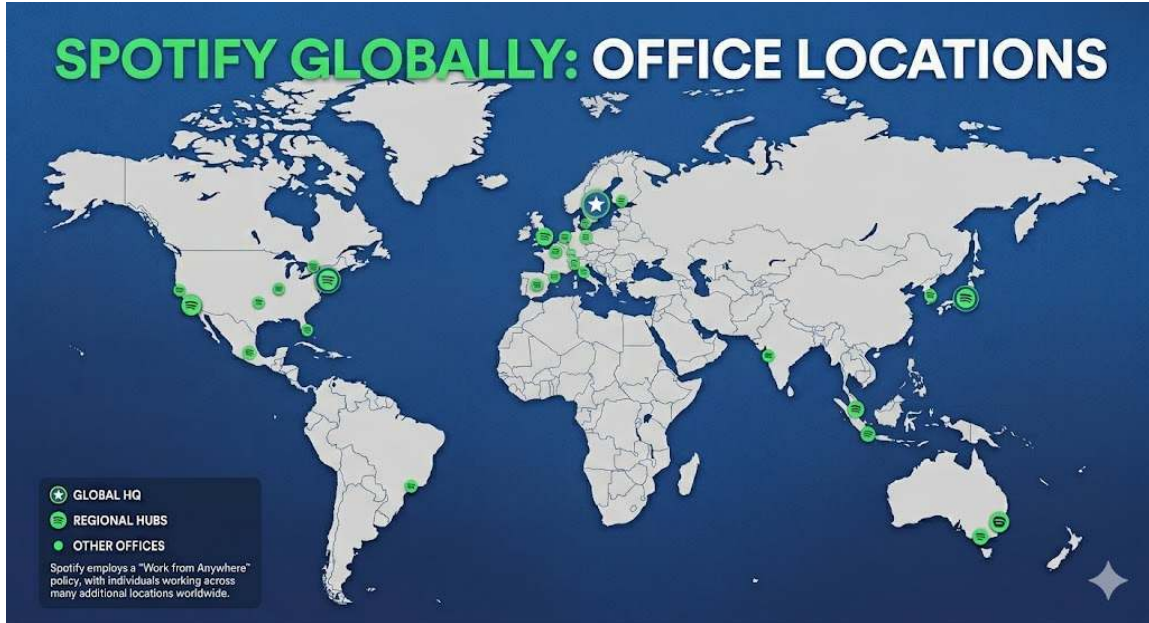 SPOTIFY GLOBALLY: OFFICE LOCATIONS
GLOBAL HQ
REGIONAL HUBS
OTHER OFFICES
Spotify employs a "Work from Anywhere"
policy, with individuals working across
many additional locations worldwide.